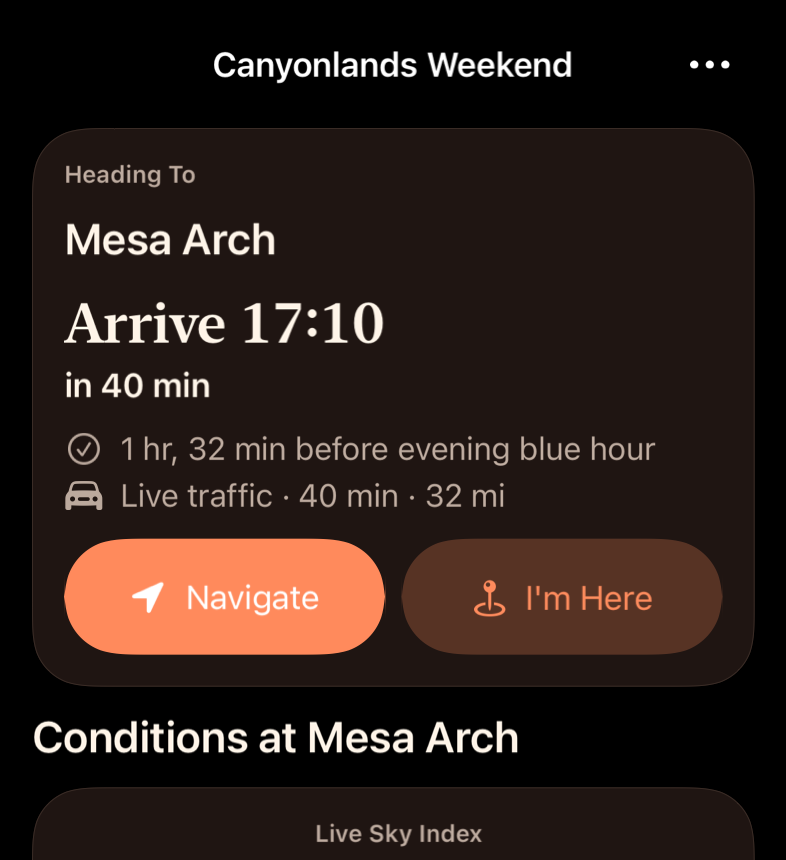 Canyonlands Weekend
Heading To
Mesa Arch
Arrive 17:10
in 40 min
1 hr, 32 min before evening blue hour
Live traffic · 40 min · 32 mi
Navigate
I'm Here
Conditions at Mesa Arch
Live Sky Index